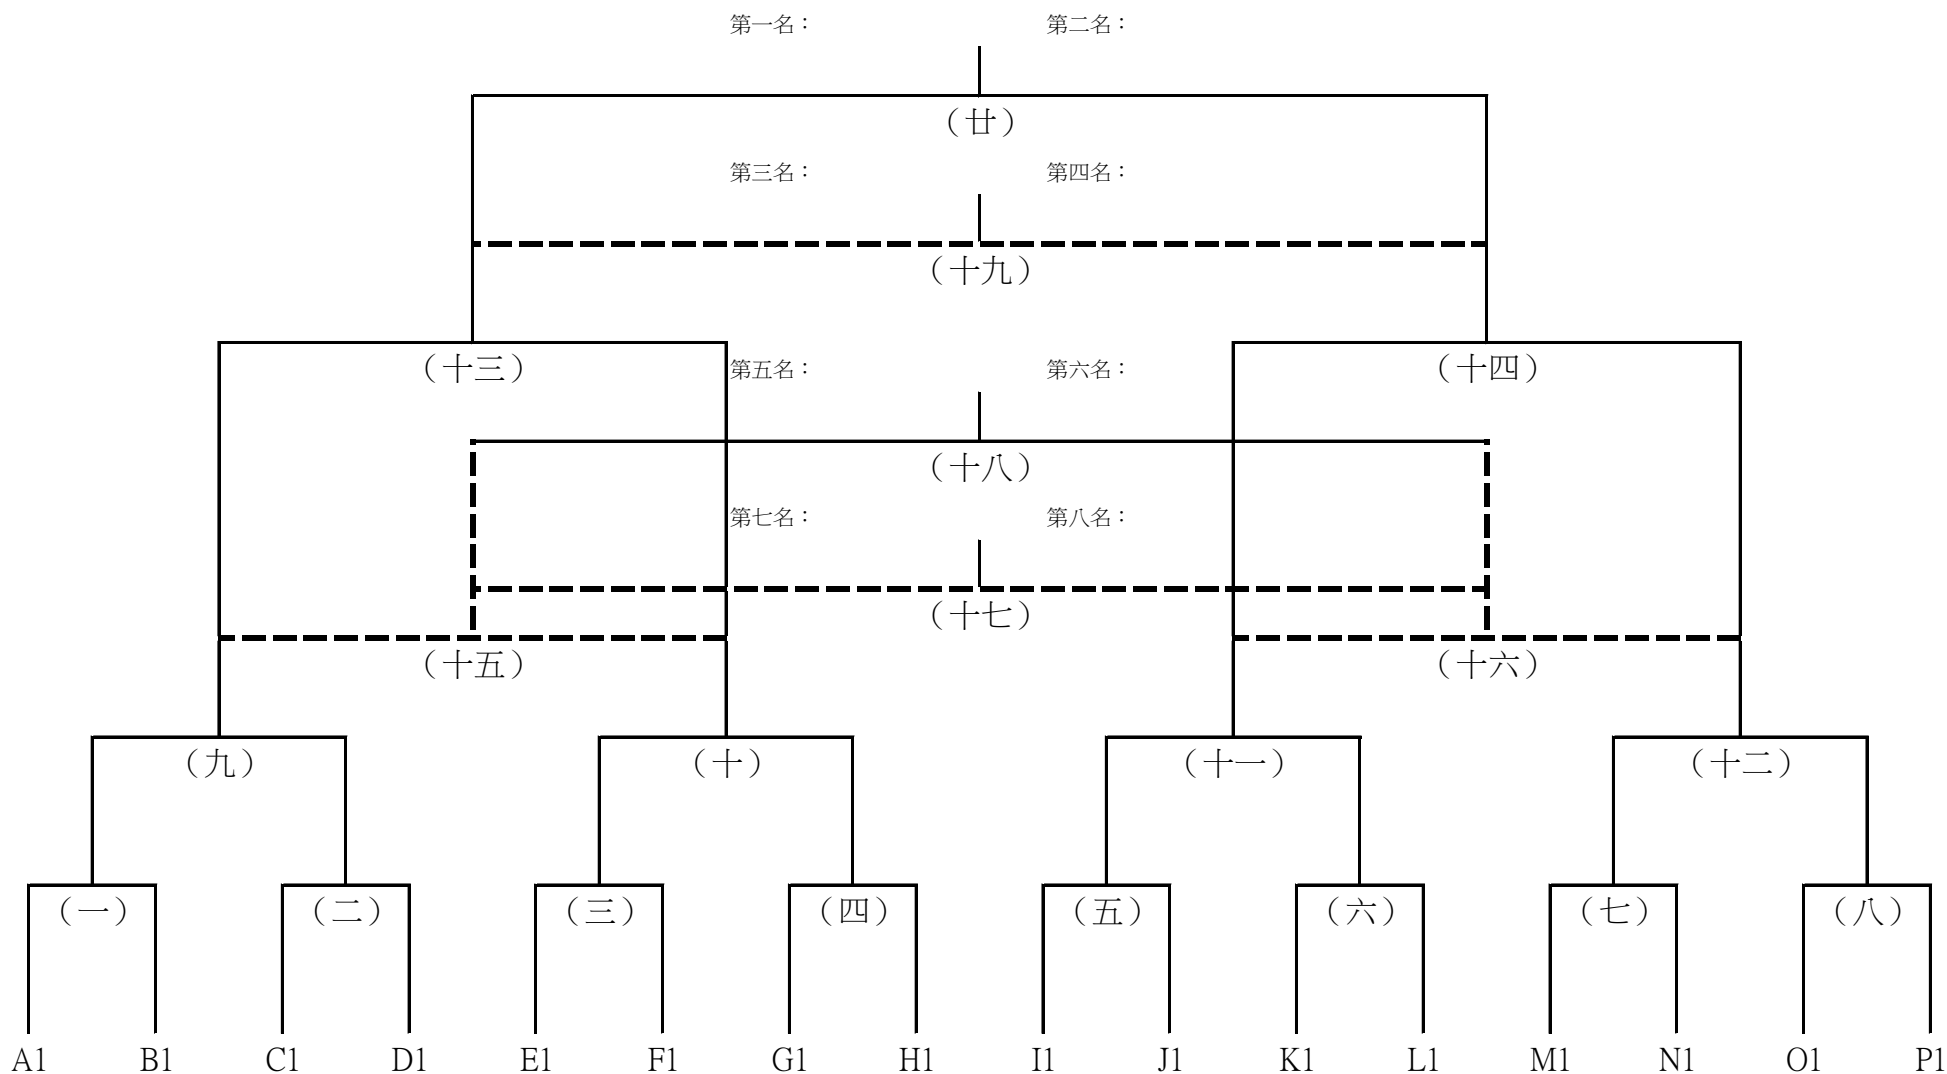 第一名： 第二名：
（廿）
第三名： 第四名：
（十九）
（十三） 第五名： 第六名： （十四）
（十八）
第七名： 第八名：
（十七）
（十五） （十六）
（九） （十） （十一） （十二）
（一） （二） （三） （四） （五） （六） （七） （八）
A1 B1 C1 D1 E1 F1 G1 H1 I1 J1 K1 L1 M1 N1 O1 P1